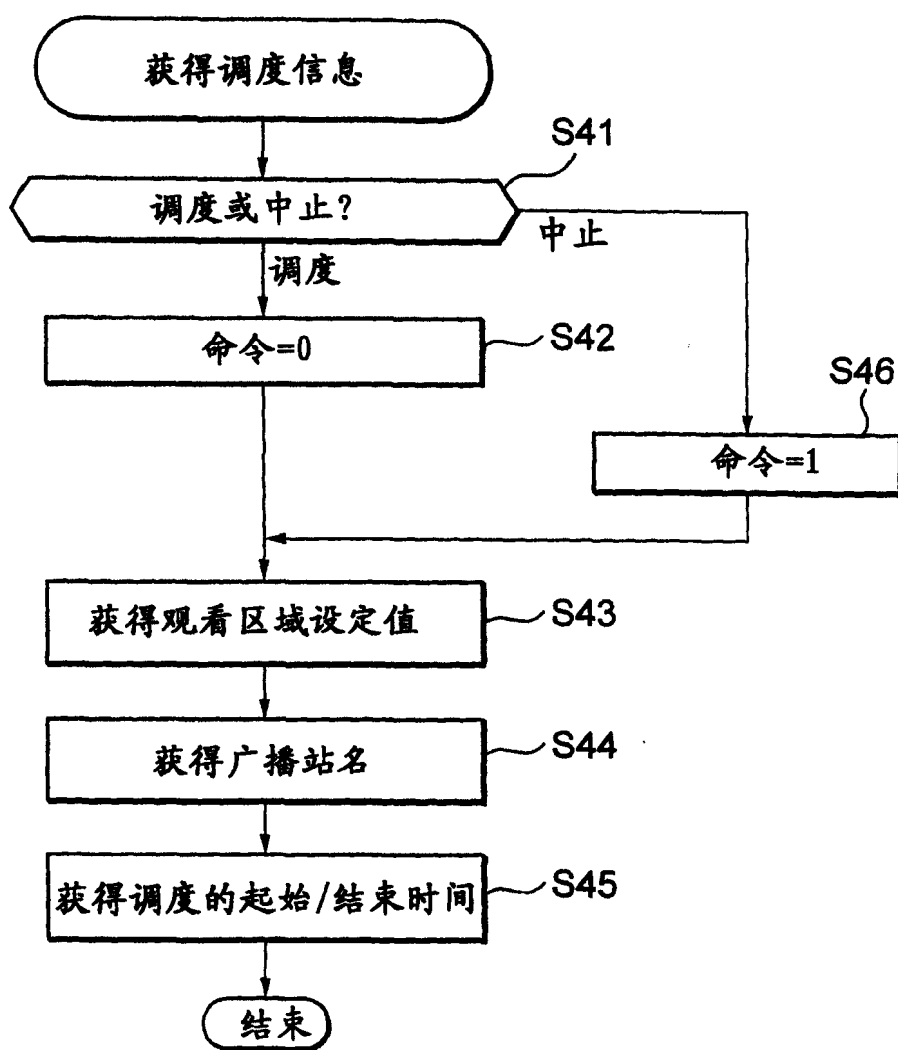 获得调度信息
S41
调度或中止?
中止
调度
命令=0
S42
S46
命令=1
获得观看区域设定值
S43
获得广播站名
S44
获得调度的起始/结束时间
S45
结束